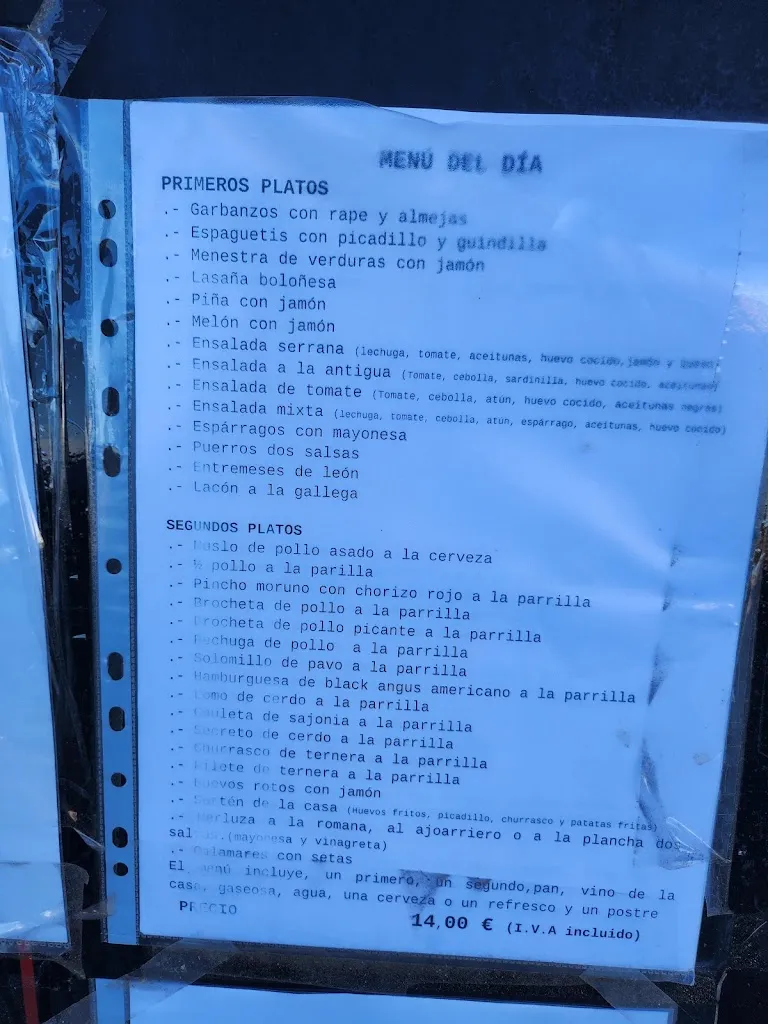 MENÚ DEL DÍA
PRIMEROS PLATOS
.- Garbanzos con rape y almejas
.- Espaguetis con picadillo y guindilla
.- Menestra de verduras con jamón
.- Lasaña boloñesa
.- Piña con jamón
.- Melón con jamón
.- Ensalada serrana (lechuga, tomate, aceitunas, huevo cocido, jamón y queso)
.- Ensalada a la antigua (Tomate, cebolla, sardinilla, huevo cocido, aceitunas)
.- Ensalada de tomate (Tomate, cebolla, atún, huevo cocido, aceitunas negras)
.- Ensalada mixta (lechuga, tomate, cebolla, atún, espárrago, aceitunas, huevo cocido)
.- Espárragos con mayonesa
.- Puerros dos salsas
.- Entremeses de león
.- Lacón a la gallega
SEGUNDOS PLATOS
.- Muslo de pollo asado a la cerveza
.- ½ pollo a la parilla
.- Pincho moruno con chorizo rojo a la parrilla
.- Brocheta de pollo a la parrilla
.- Brocheta de pollo picante a la parrilla
.- Pechuga de pollo a la parrilla
.- Solomillo de pavo a la parrilla
.- Hamburguesa de black angus americano a la parrilla
.- Lomo de cerdo a la parrilla
.- Chuleta de sajonia a la parrilla
.- Secreto de cerdo a la parrilla
.- Churrasco de ternera a la parrilla
.- Filete de ternera a la parrilla
.- Huevos rotos con jamón
.- Sartén de la casa (Huevos fritos, picadillo, churrasco y patatas fritas)
.- Merluza a la romana, al ajoarriero o a la plancha dos
salsas.(mayonesa y vinagreta)
.- Calamares con setas
El menú incluye, un primero, un segundo,pan, vino de la
casa, gaseosa, agua, una cerveza o un refresco y un postre
PRECIO 14,00 € (I.V.A incluido)